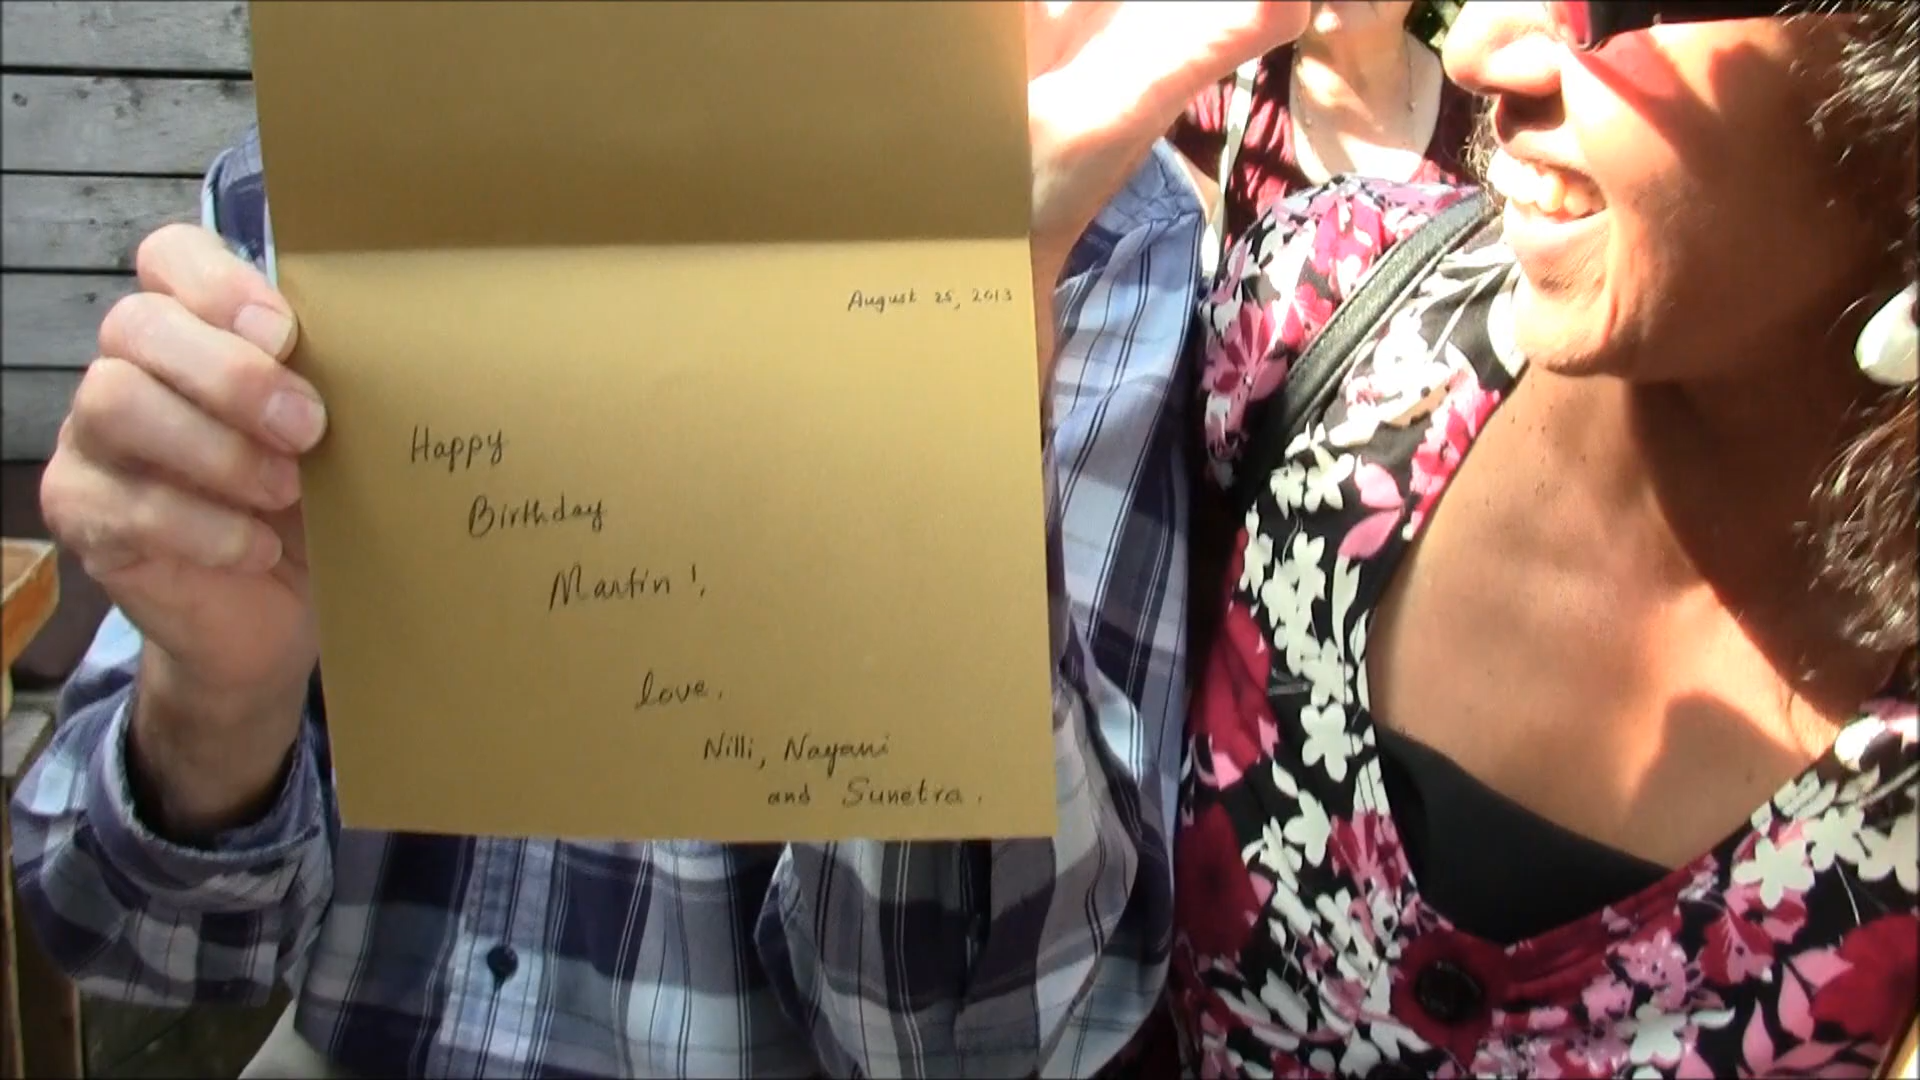 August 25, 2013
Happy
Birthday
Martin!
love.
Nilli, Nayani
and Sunetra.